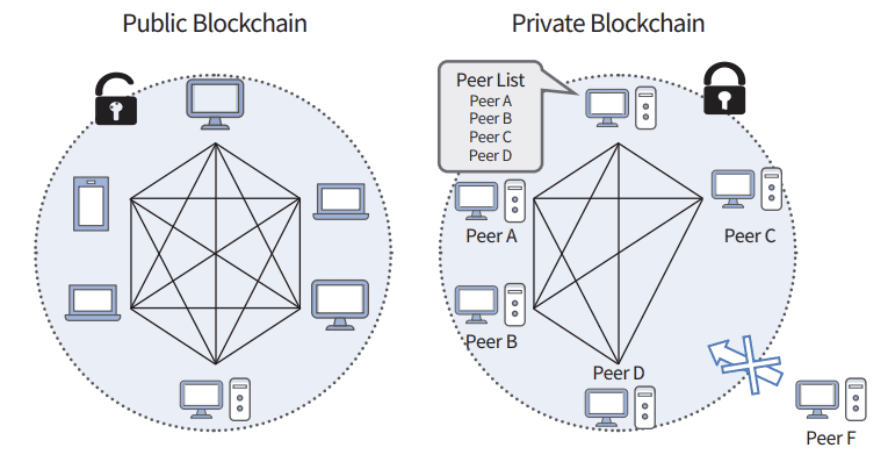 Public Blockchain
Private Blockchain
Peer List
Peer A
Peer B
Peer C
Peer D
Peer A
Peer C
Peer B
Peer D
Peer F